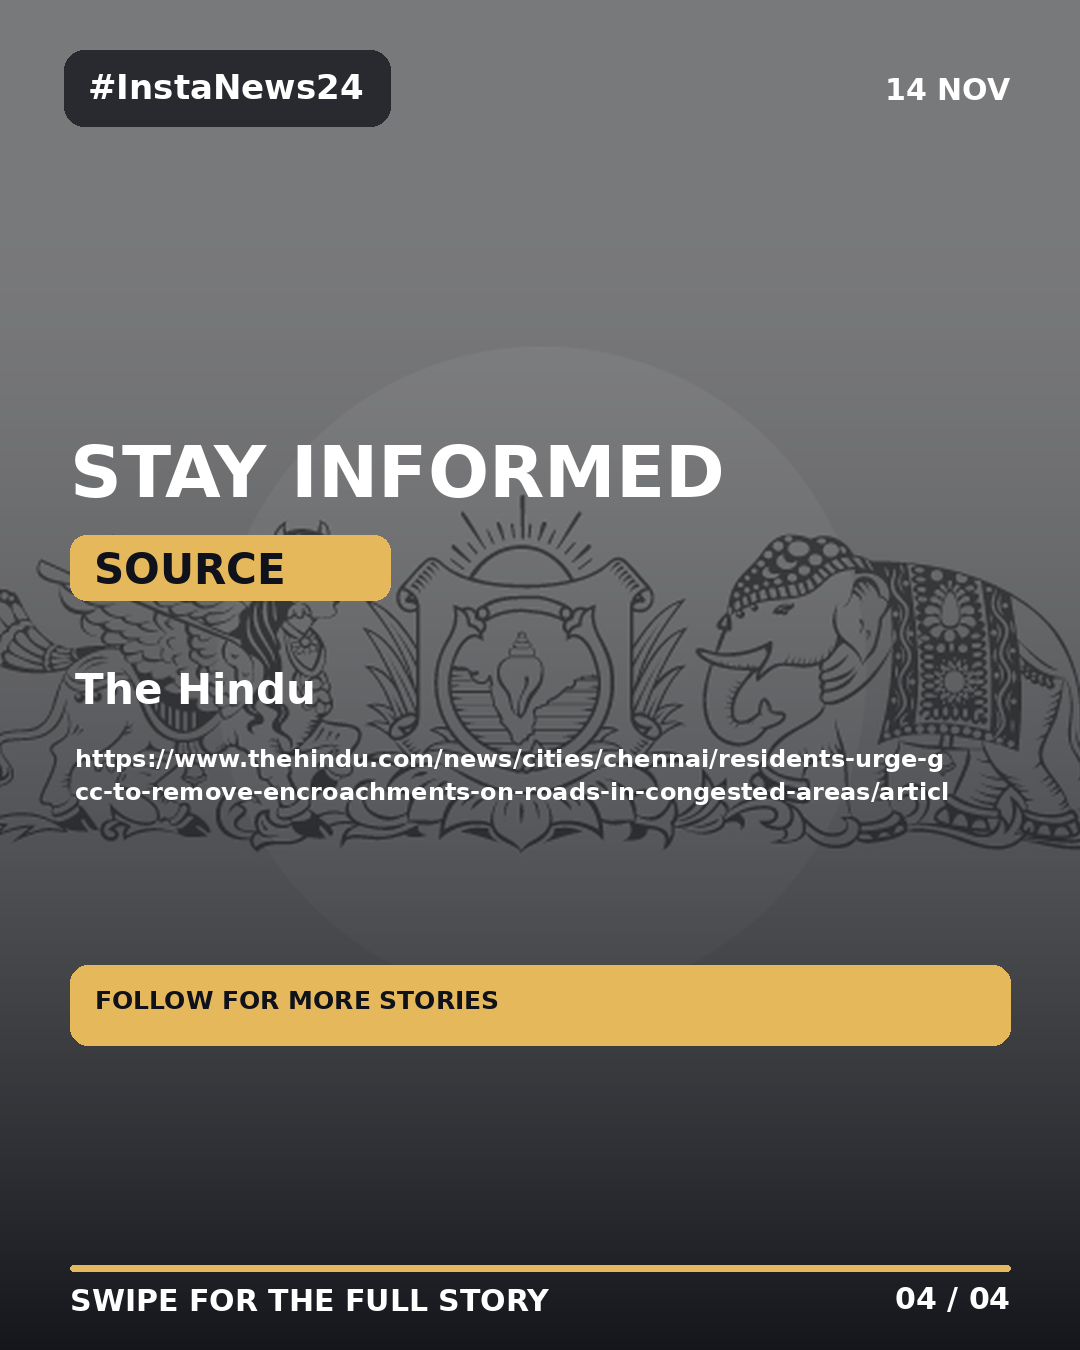 #InstaNews24
14 NOV
STAY INFORMED
SOURCE
The Hindu
https://www.thehindu.com/news/cities/chennai/residents-urge-g
cc-to-remove-encroachments-on-roads-in-congested-areas/articl
FOLLOW FOR MORE STORIES
SWIPE FOR THE FULL STORY
04 / 04